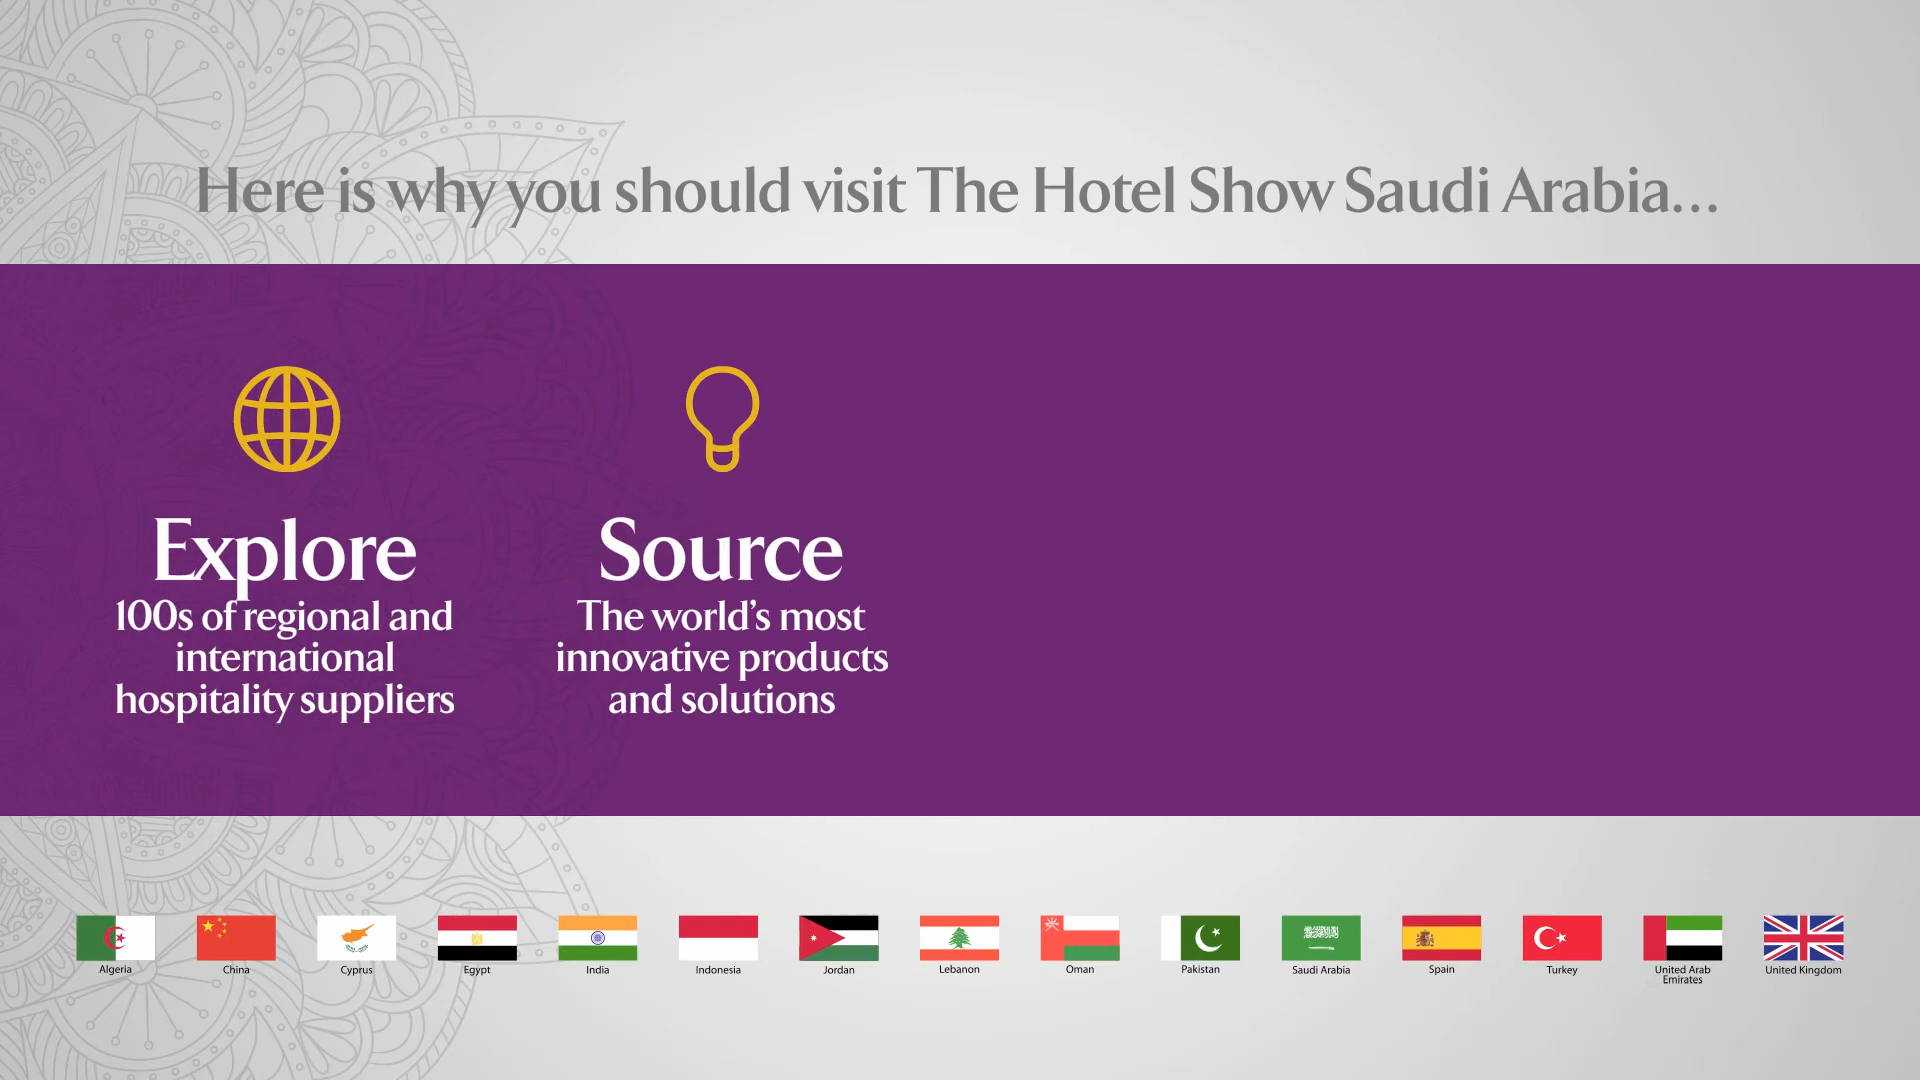 Here is why you should visit The Hotel Show Saudi Arabia...
Explore
100s of regional and
international
hospitality suppliers
Source
The world's most
innovative products
and solutions
Algeria
China
Cyprus
Egypt
India
Indonesia
Jordan
Lebanon
Oman
Pakistan
Saudi Arabia
Spain
Turkey
United Arab
Emirates
United Kingdom